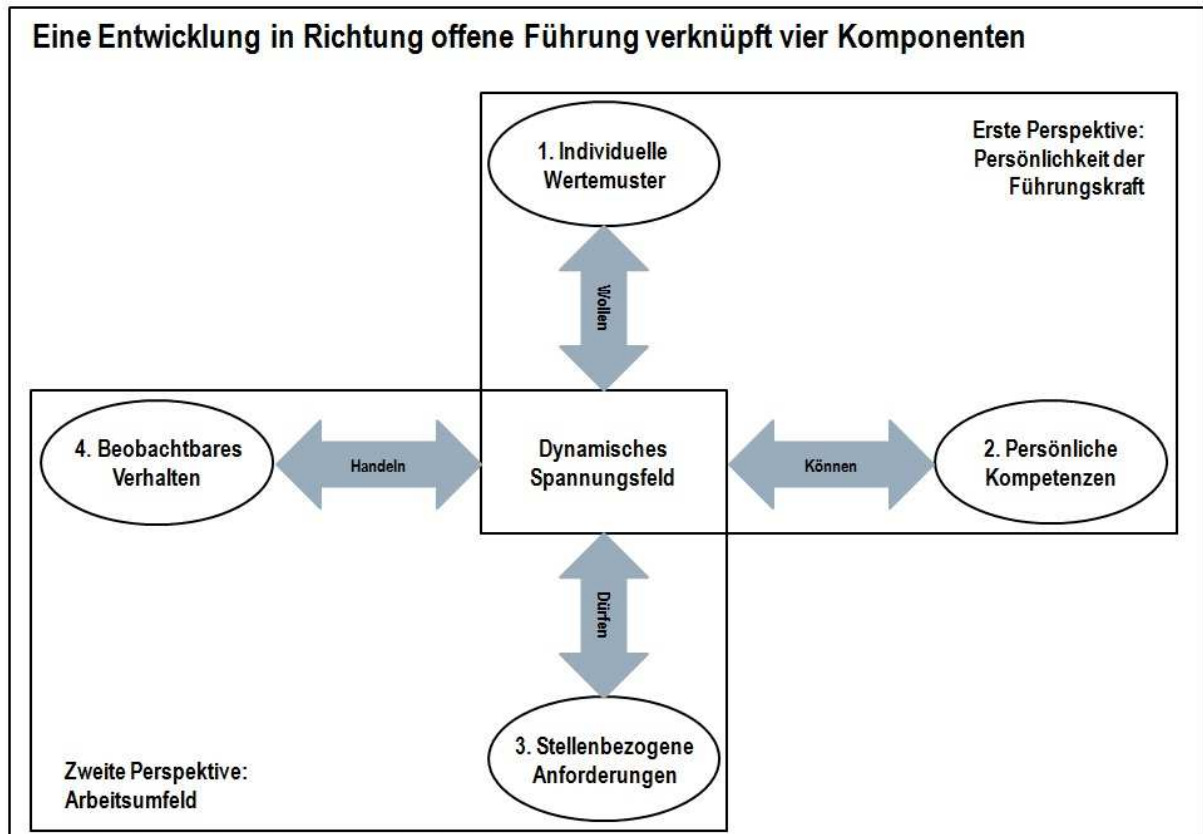 Eine Entwicklung in Richtung offene Führung verknüpft vier Komponenten
Erste Perspektive:
Persönlichkeit der
Führungskraft
1. Individuelle
Wertemuster
Wollen
4. Beobachtbares
Verhalten
Handeln
Dynamisches
Spannungsfeld
Können
2. Persönliche
Kompetenzen
Dürfen
3. Stellenbezogene
Anforderungen
Zweite Perspektive:
Arbeitsumfeld